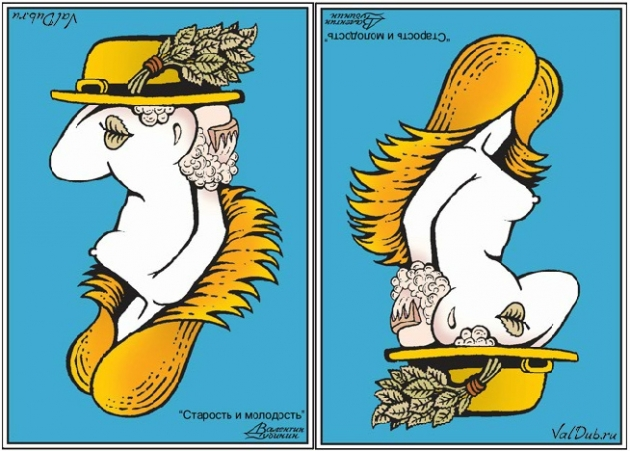 ValDub.ru
"Старость и молодость"
Валентин
Дубинин
Валентин
Дубинин
"Старость и молодость"
ValDub.ru